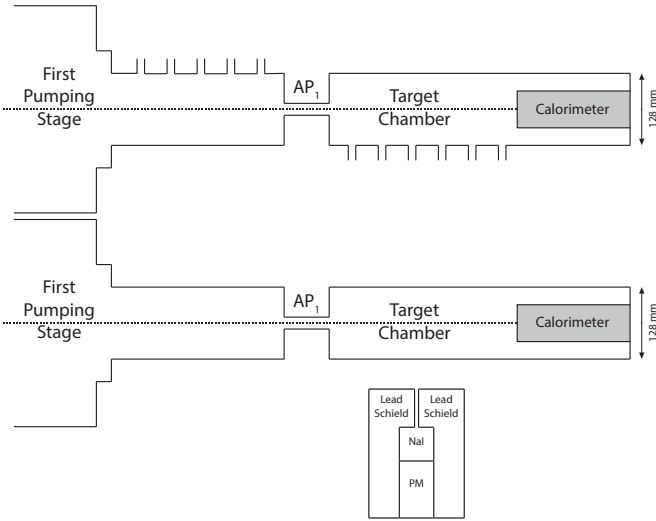 First
Pumping
Stage
AP1
Target
Chamber
Calorimeter
128 mm
First
Pumping
Stage
AP1
Target
Chamber
Calorimeter
128 mm
Lead
Schield
Lead
Schield
NaI
PM